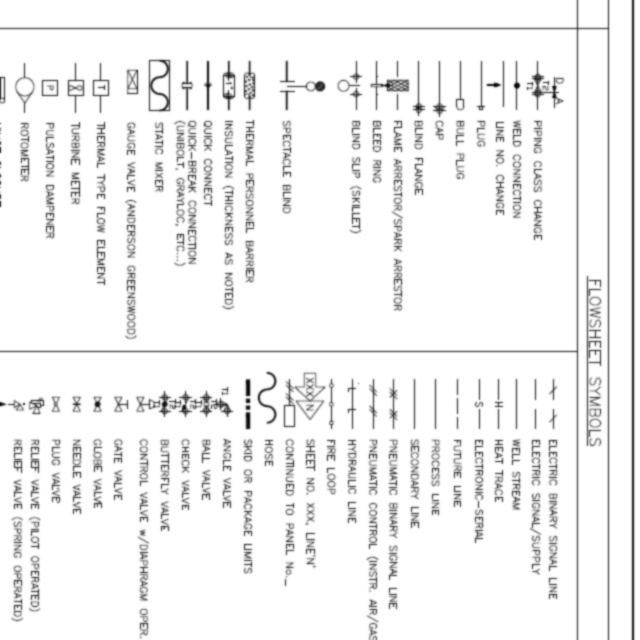 FLOWSHEET SYMBOLS
D
A
T2
T1
PIPING CLASS CHANGE
WELD CONNECTION
LINE NO. CHANGE
PLUG
BULL PLUG
CAP
BLIND FLANGE
FLAME ARRESTOR/SPARK ARRESTOR
BLEED RING
BLIND SLIP (SKILLET)
SPECTACLE BLIND
THERMAL PERSONNEL BARRIER
INSULATION (THICKNESS AS NOTED)
QUICK CONNECT
QUICK-BREAK CONNECTION
(UNIBOLT, GRAYLOC, ETC...)
STATIC MIXER
GAUGE VALVE (ANDERSON GREENSWOOD)
T
THERMAL TYPE FLOW ELEMENT
TURBINE METER
P
PULSATION DAMPENER
ROTOMETER
ELECTRIC BINARY SIGNAL LINE
ELECTRIC SIGNAL/SUPPLY
WELL STREAM
H
HEAT TRACE
S
ELECTRONIC-SERIAL
FUTURE LINE
PROCESS LINE
SECONDARY LINE
PNEUMATIC BINARY SIGNAL LINE
PNEUMATIC CONTROL (INSTR. AIR/GAS
L L
HYDRAULIC LINE
FIRE LOOP
XXX N
SHEET NO. XXX, LINE'N'
CONTINUED TO PANEL No._
HOSE
SKID OR PACKAGE LIMITS
T1
ANGLE VALVE
BALL VALVE
CHECK VALVE
BUTTERFLY VALVE
CONTROL VALVE w/DIAPHRAGM OPER.
GATE VALVE
GLOBE VALVE
NEEDLE VALVE
PLUG VALVE
RELIEF VALVE (PILOT OPERATED)
RELIEF VALVE (SPRING OPERATED)